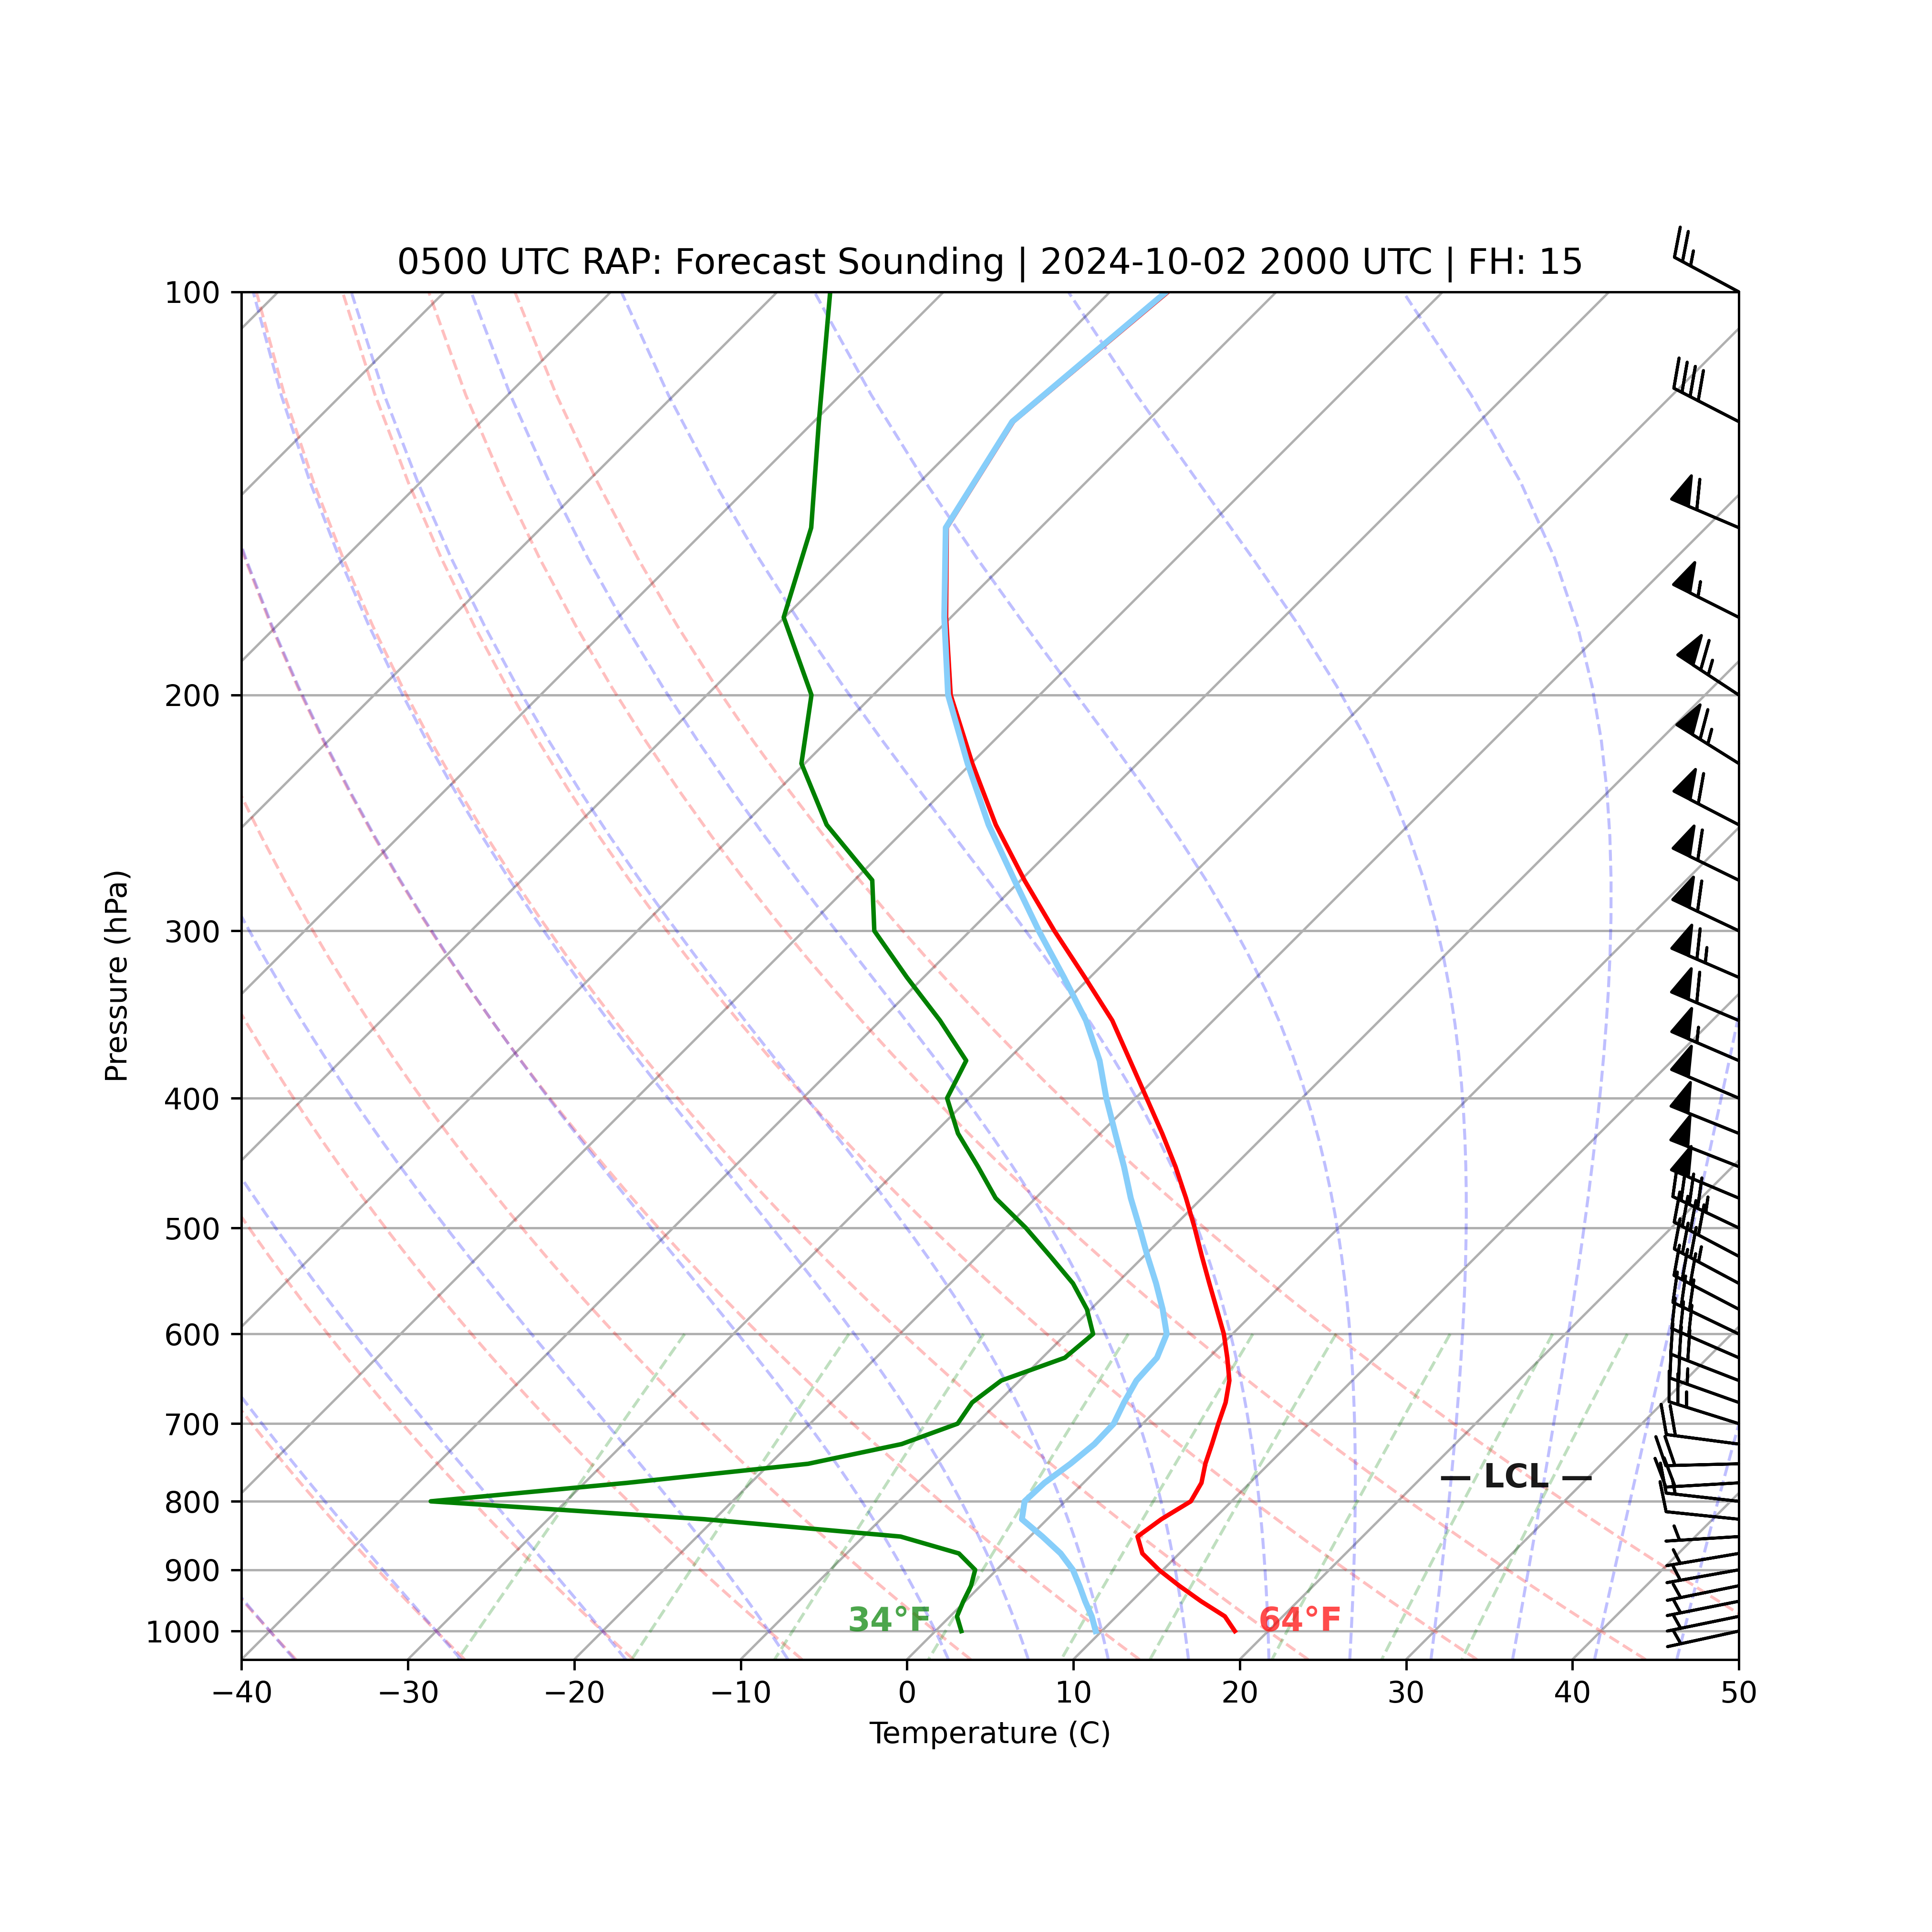 0500 UTC RAP: Forecast Sounding | 2024-10-02 2000 UTC | FH: 15
100
200
300
400
500
600
700
800
900
1000
Pressure (hPa)
— LCL —
34°F
64°F
−40 −30 −20 −10 0 10 20 30 40 50
Temperature (C)